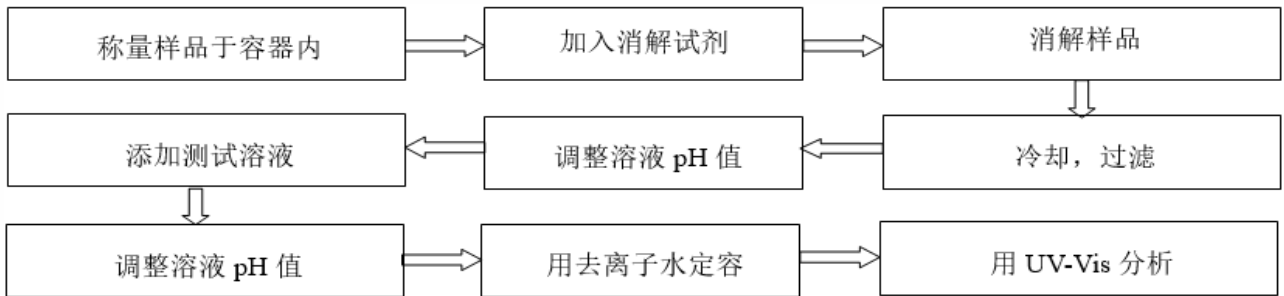 称量样品于容器内
加入消解试剂
消解样品
冷却，过滤
调整溶液 pH 值
添加测试溶液
调整溶液 pH 值
用去离子水定容
用 UV-Vis 分析